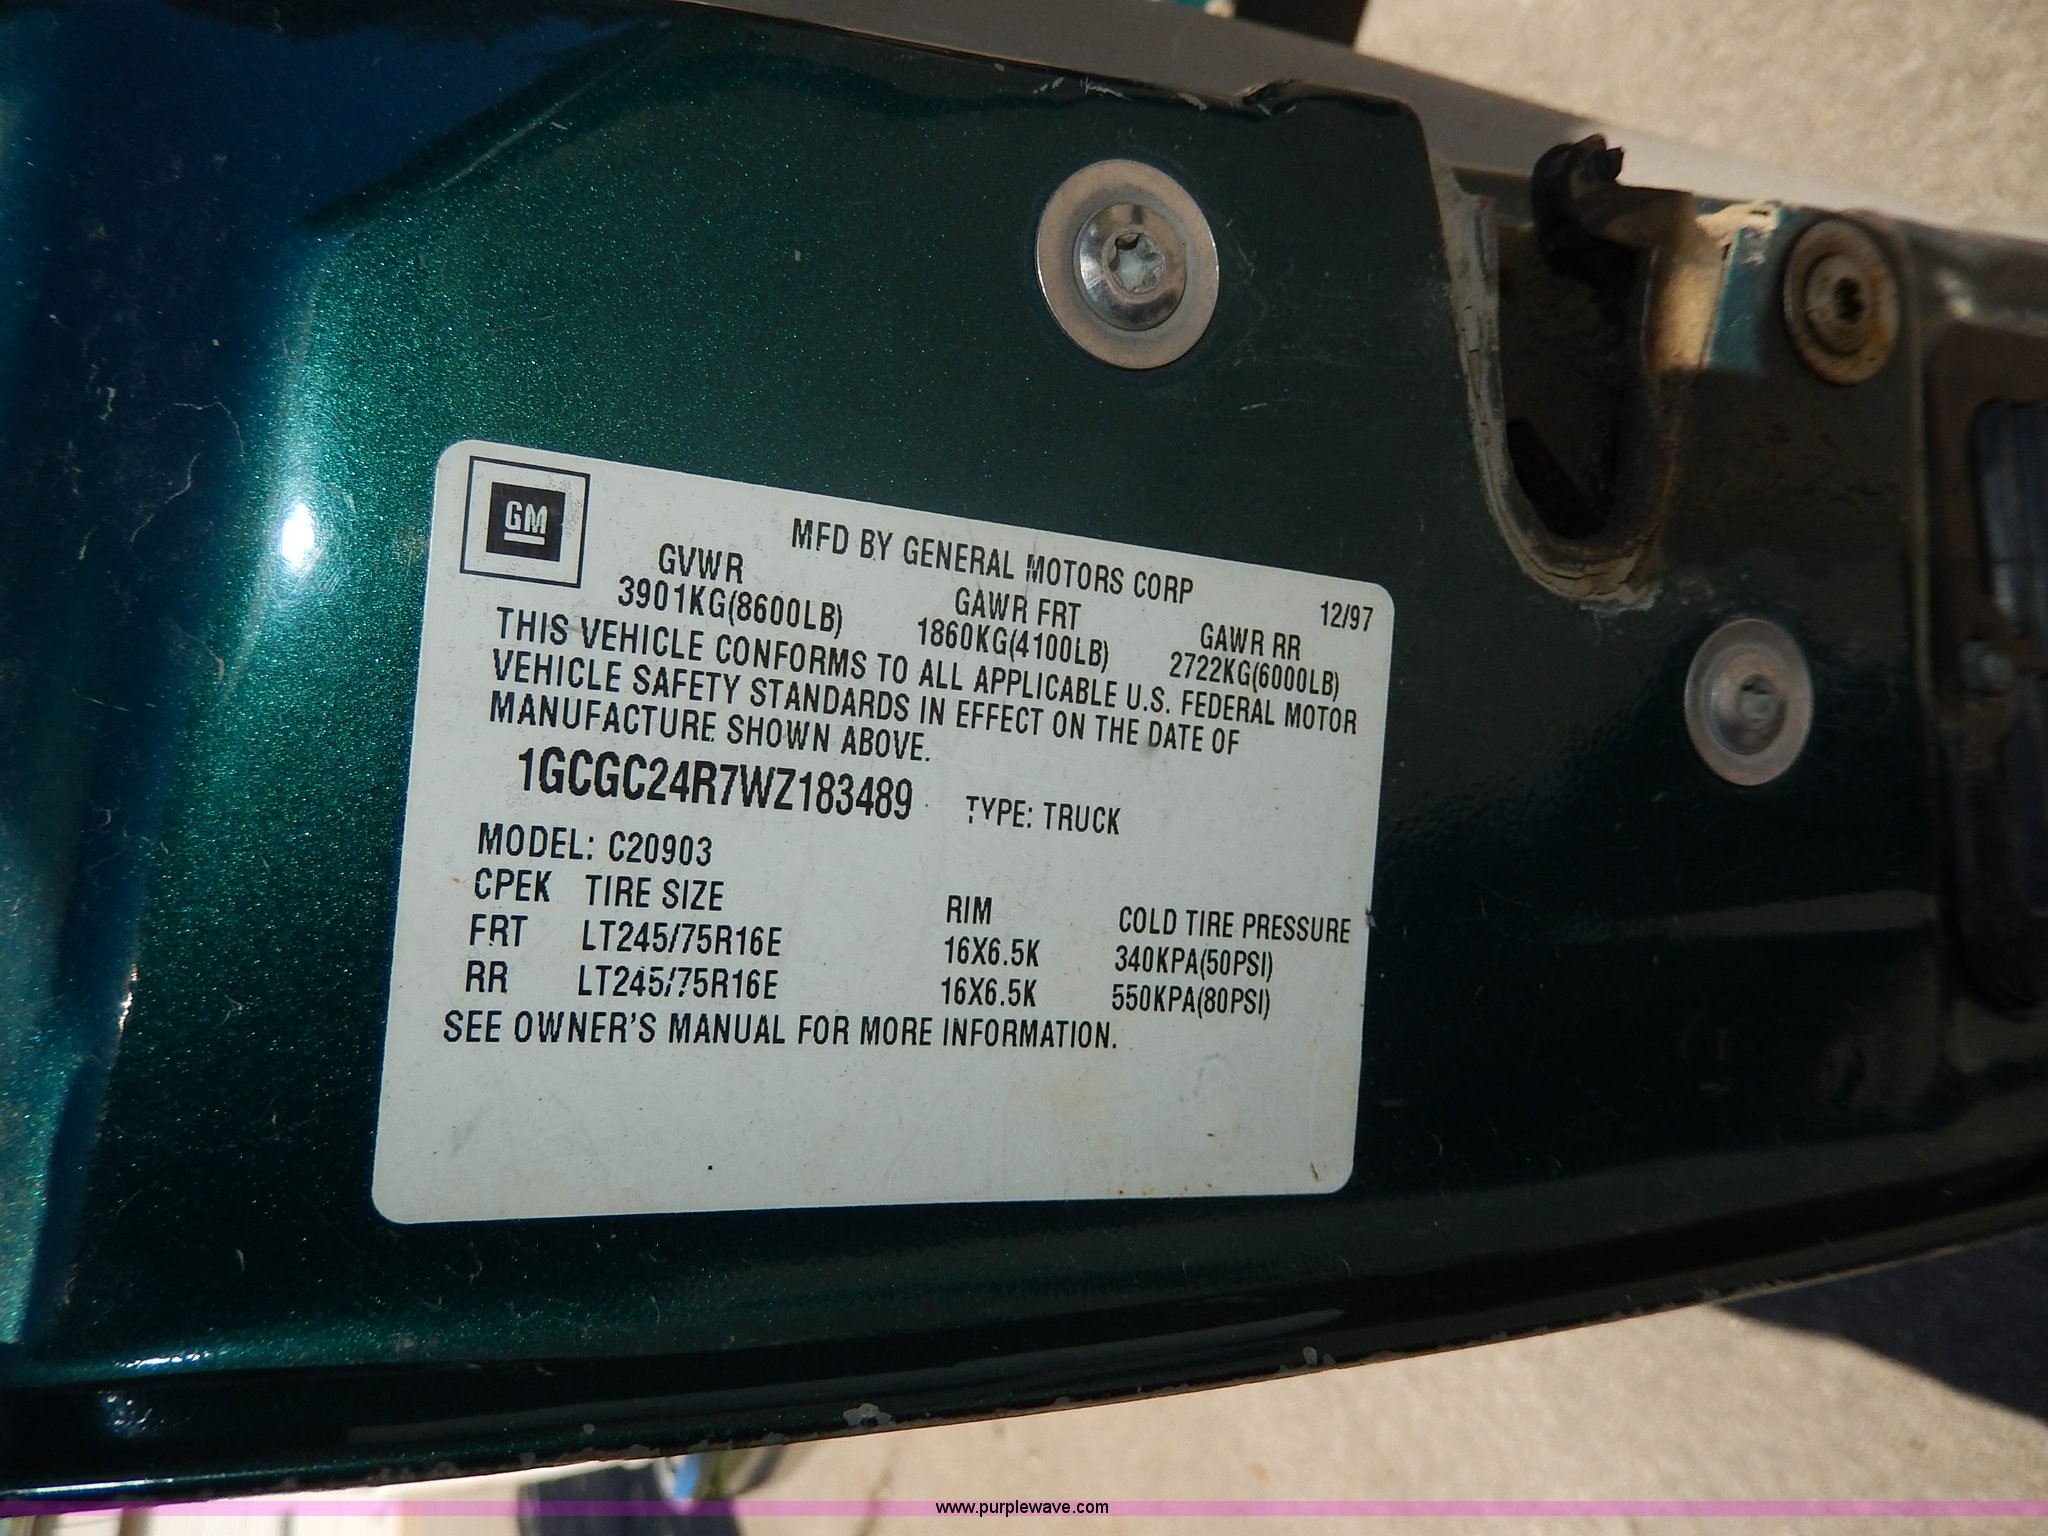 GM
MFD BY GENERAL MOTORS CORP
12/97
GVWR GAWR FRT GAWR RR
3901KG(8600LB) 1860KG(4100LB) 2722KG(6000LB)
THIS VEHICLE CONFORMS TO ALL APPLICABLE U.S. FEDERAL MOTOR
VEHICLE SAFETY STANDARDS IN EFFECT ON THE DATE OF
MANUFACTURE SHOWN ABOVE.
1GCGC24R7WZ183489 TYPE: TRUCK
MODEL: C20903
CPEK TIRE SIZE RIM COLD TIRE PRESSURE
FRT LT245/75R16E 16X6.5K 340KPA(50PSI)
RR LT245/75R16E 16X6.5K 550KPA(80PSI)
SEE OWNER'S MANUAL FOR MORE INFORMATION.
www.purplewave.com